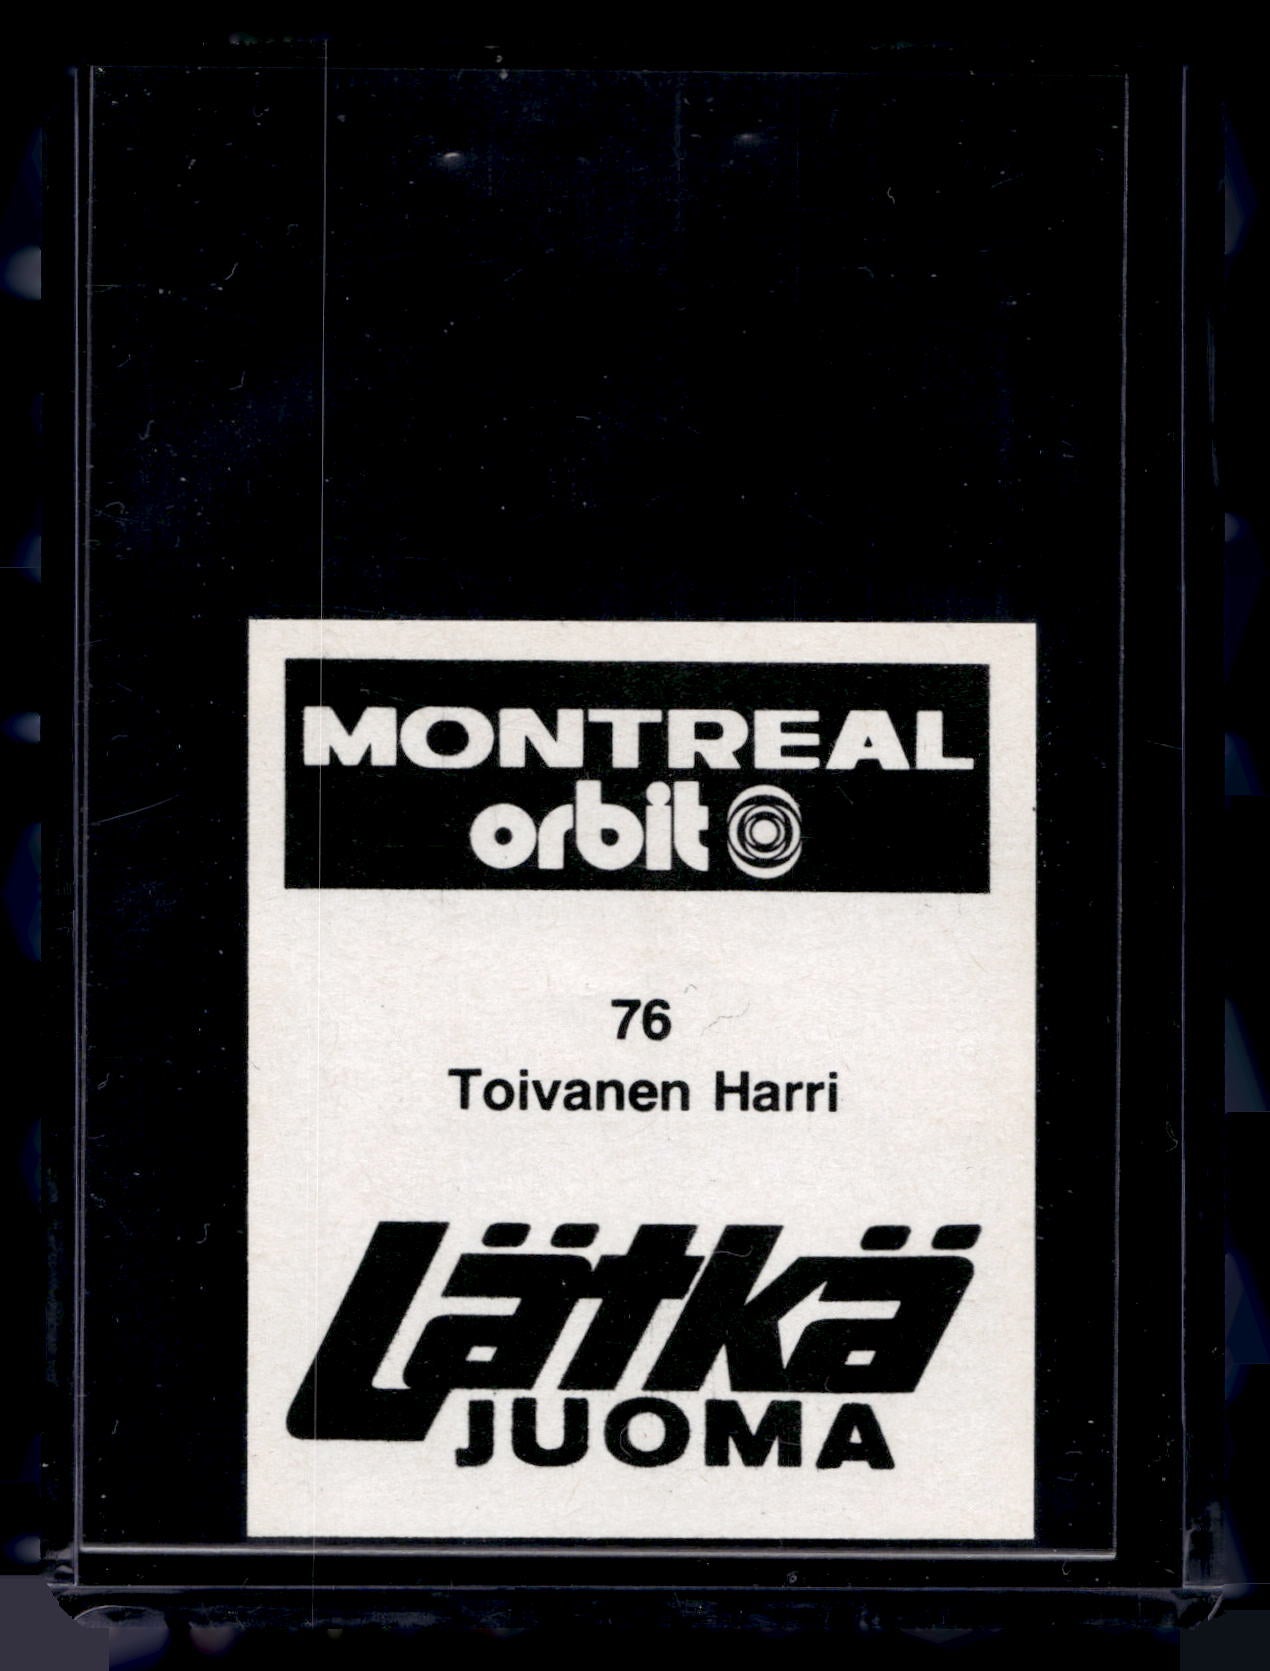 MONTREAL
orbit
76
Toivanen Harri
Lätkä
JUOMA